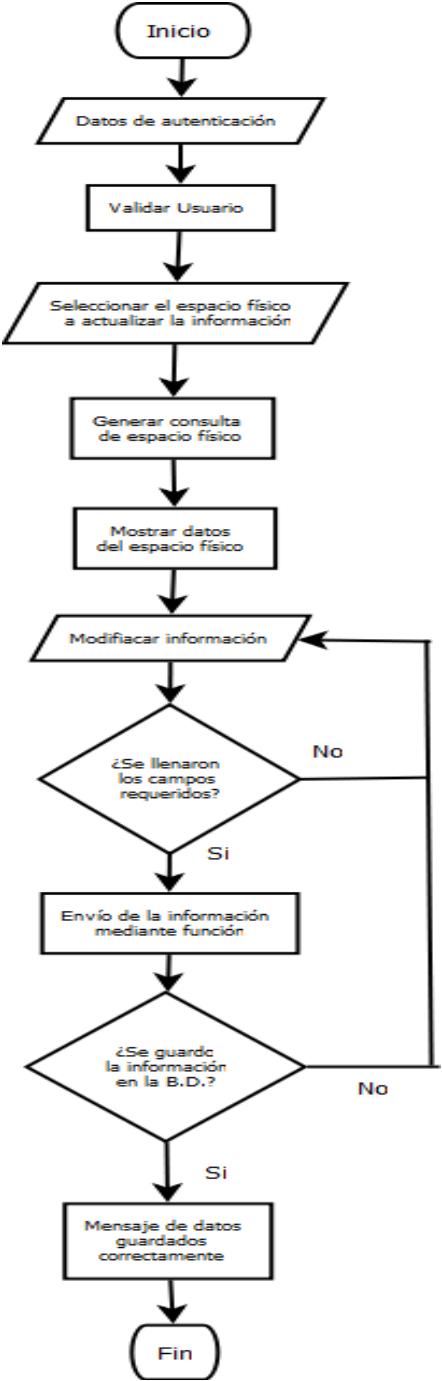 Inicio
Datos de autenticación
Validar Usuario
Seleccionar el espacio físico
a actualizar la información
Generar consulta
de espacio físico
Mostrar datos
del espacio físico
Modifiacar información
¿Se llenaron
los campos
requeridos?
No
Si
Envío de la información
mediante función
¿Se guardo
la información
en la B.D.?
No
Si
Mensaje de datos
guardados
correctamente
Fin